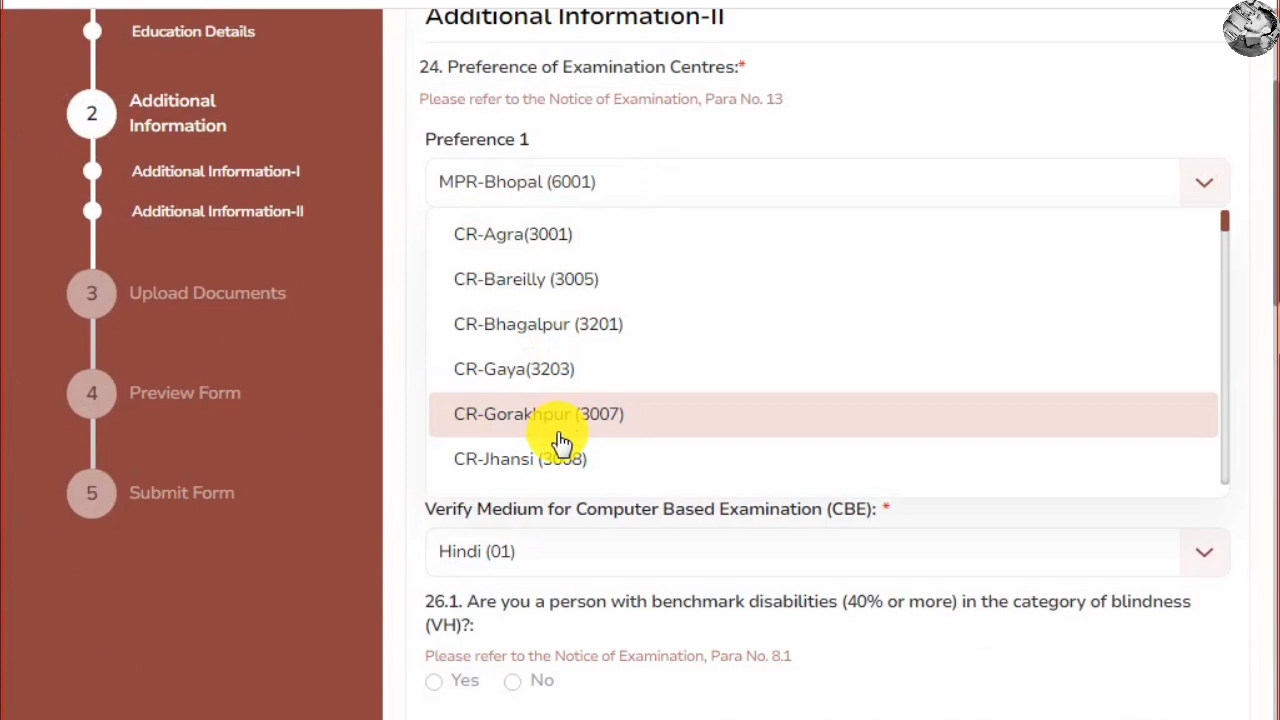 Education Details
2
Additional
Information
Additional Information-I
Additional Information-II
3
Upload Documents
4
Preview Form
5
Submit Form
Additional Information-II
24. Preference of Examination Centres:*
Please refer to the Notice of Examination, Para No. 13
Preference 1
MPR-Bhopal (6001)
CR-Agra(3001)
CR-Bareilly (3005)
CR-Bhagalpur (3201)
CR-Gaya(3203)
CR-Gorakhpur (3007)
CR-Jhansi (3008)
Verify Medium for Computer Based Examination (CBE): *
Hindi (01)
26.1. Are you a person with benchmark disabilities (40% or more) in the category of blindness
(VH)?:
Please refer to the Notice of Examination, Para No. 8.1
Yes No